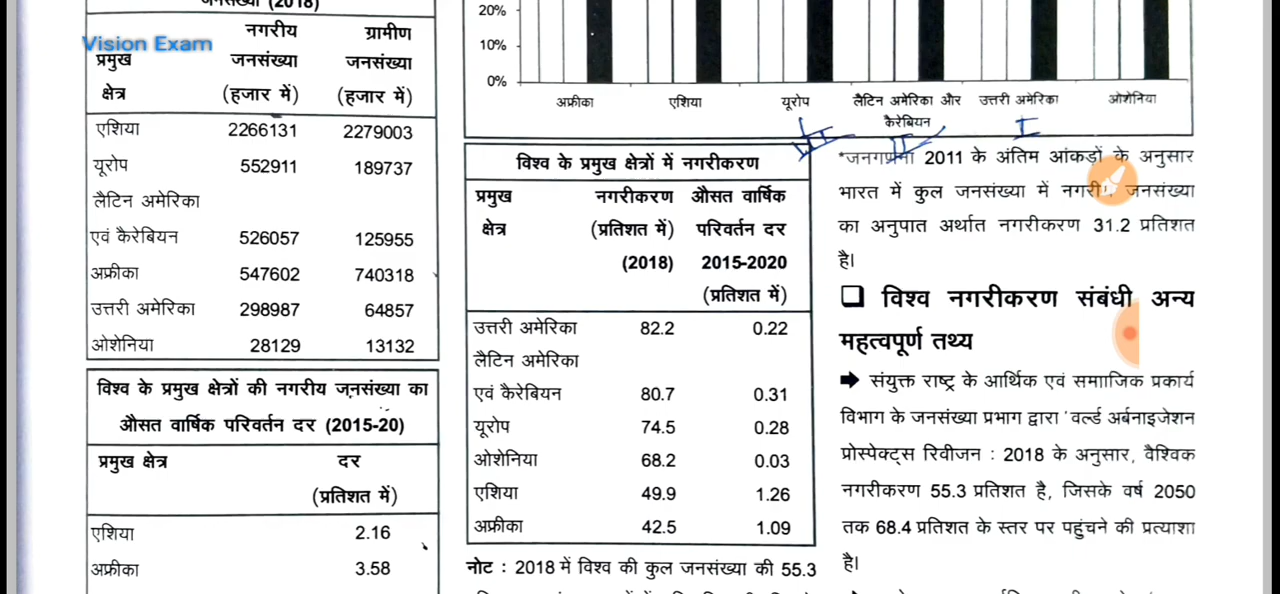 जनसंख्या (2018)
Vision Exam
प्रमुख क्षेत्र नगरीय जनसंख्या (हजार में) ग्रामीण जनसंख्या (हजार में)
एशिया 2266131 2279003
यूरोप 552911 189737
लैटिन अमेरिका
एवं कैरेबियन 526057 125955
अफ्रीका 547602 740318
उत्तरी अमेरिका 298987 64857
ओशेनिया 28129 13132
विश्व के प्रमुख क्षेत्रों की नगरीय जनसंख्या का
औसत वार्षिक परिवर्तन दर (2015-20)
प्रमुख क्षेत्र दर
(प्रतिशत में)
एशिया 2.16
अफ्रीका 3.58
20%
10%
0%
अफ्रीका एशिया यूरोप लैटिन अमेरिका और उत्तरी अमेरिका ओशेनिया
कैरेबियन
III II I
विश्व के प्रमुख क्षेत्रों में नगरीकरण
प्रमुख नगरीकरण औसत वार्षिक
क्षेत्र (प्रतिशत में) परिवर्तन दर
(2018) 2015-2020
(प्रतिशत में)
उत्तरी अमेरिका 82.2 0.22
लैटिन अमेरिका
एवं कैरेबियन 80.7 0.31
यूरोप 74.5 0.28
ओशेनिया 68.2 0.03
एशिया 49.9 1.26
अफ्रीका 42.5 1.09
नोट : 2018 में विश्व की कुल जनसंख्या की 55.3
*जनगणना 2011 के अंतिम आंकड़ों के अनुसार
भारत में कुल जनसंख्या में नगरी जनसंख्या
का अनुपात अर्थात नगरीकरण 31.2 प्रतिशत
है।
❑ विश्व नगरीकरण संबंधी अन्य
महत्वपूर्ण तथ्य
➡ संयुक्त राष्ट्र के आर्थिक एवं समााजिक प्रकार्य
विभाग के जनसंख्या प्रभाग द्वारा 'वर्ल्ड अर्बनाइजेशन
प्रोस्पेक्ट्स रिवीजन : 2018 के अनुसार, वैश्विक
नगरीकरण 55.3 प्रतिशत है, जिसके वर्ष 2050
तक 68.4 प्रतिशत के स्तर पर पहुंचने की प्रत्याशा
है।